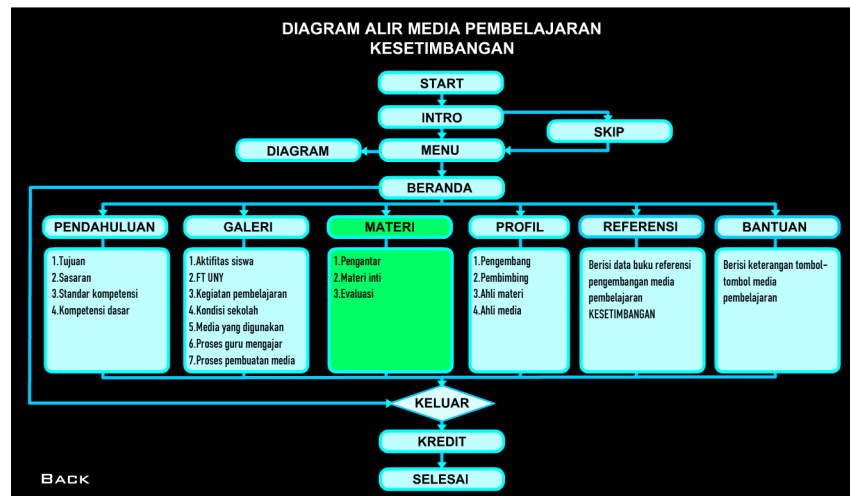 DIAGRAM ALIR MEDIA PEMBELAJARAN
KESETIMBANGAN
START
INTRO
SKIP
DIAGRAM
MENU
BERANDA
PENDAHULUAN
1.Tujuan
2.Sasaran
3.Standar kompetensi
4.Kompetensi dasar
GALERI
1.Aktifitas siswa
2.FT UNY
3.Kegiatan pembelajaran
4.Kondisi sekolah
5.Media yang digunakan
6.Proses guru mengajar
7.Proses pembuatan media
MATERI
1.Pengantar
2.Materi inti
3.Evaluasi
PROFIL
1.Pengembang
2.Pembimbing
3.Ahli materi
4.Ahli media
REFERENSI
Berisi data buku referensi
pengembangan media
pembelajaran
KESETIMBANGAN
BANTUAN
Berisi keterangan tombol-
tombol media
pembelajaran
KELUAR
KREDIT
SELESAI
BACK